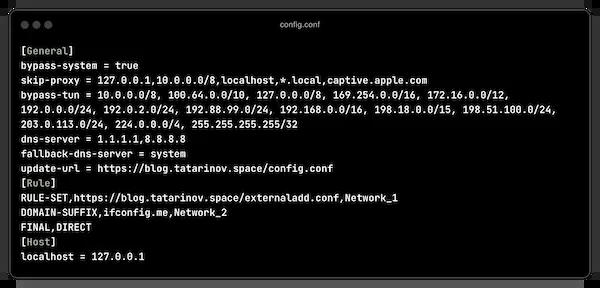 config.conf
[General]
bypass-system = true
skip-proxy = 127.0.0.1,10.0.0.0/8,localhost,*.local,captive.apple.com
bypass-tun = 10.0.0.0/8, 100.64.0.0/10, 127.0.0.0/8, 169.254.0.0/16, 172.16.0.0/12,
192.0.0.0/24, 192.0.2.0/24, 192.88.99.0/24, 192.168.0.0/16, 198.18.0.0/15, 198.51.100.0/24,
203.0.113.0/24, 224.0.0.0/4, 255.255.255.255/32
dns-server = 1.1.1.1,8.8.8.8
fallback-dns-server = system
update-url = https://blog.tatarinov.space/config.conf
[Rule]
RULE-SET,https://blog.tatarinov.space/externaladd.conf,Network_1
DOMAIN-SUFFIX,ifconfig.me,Network_2
FINAL,DIRECT
[Host]
localhost = 127.0.0.1